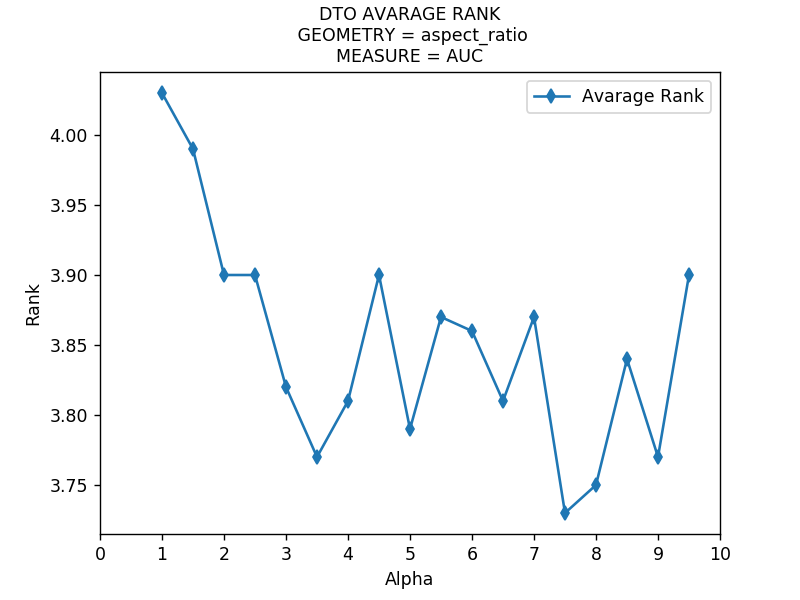 DTO AVARAGE RANK
GEOMETRY = aspect_ratio
MEASURE = AUC
Avarage Rank
4.00
3.95
3.90
3.85
3.80
3.75
Rank
0 1 2 3 4 5 6 7 8 9 10
Alpha